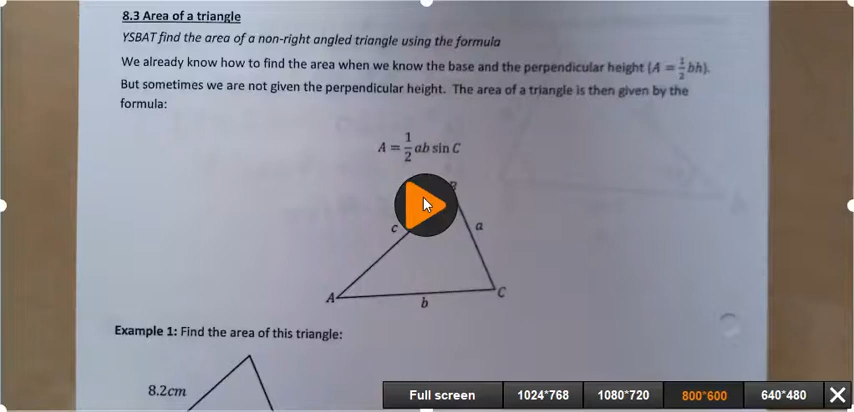 8.3 Area of a triangle
YSBAT find the area of a non-right angled triangle using the formula
We already know how to find the area when we know the base and the perpendicular height (A = 1/2 bh).
But sometimes we are not given the perpendicular height. The area of a triangle is then given by the
formula:
A = 1/2 ab sin C
B
c
a
A
C
b
Example 1: Find the area of this triangle:
8.2cm
Full screen 1024*768 1080*720 800*600 640*480